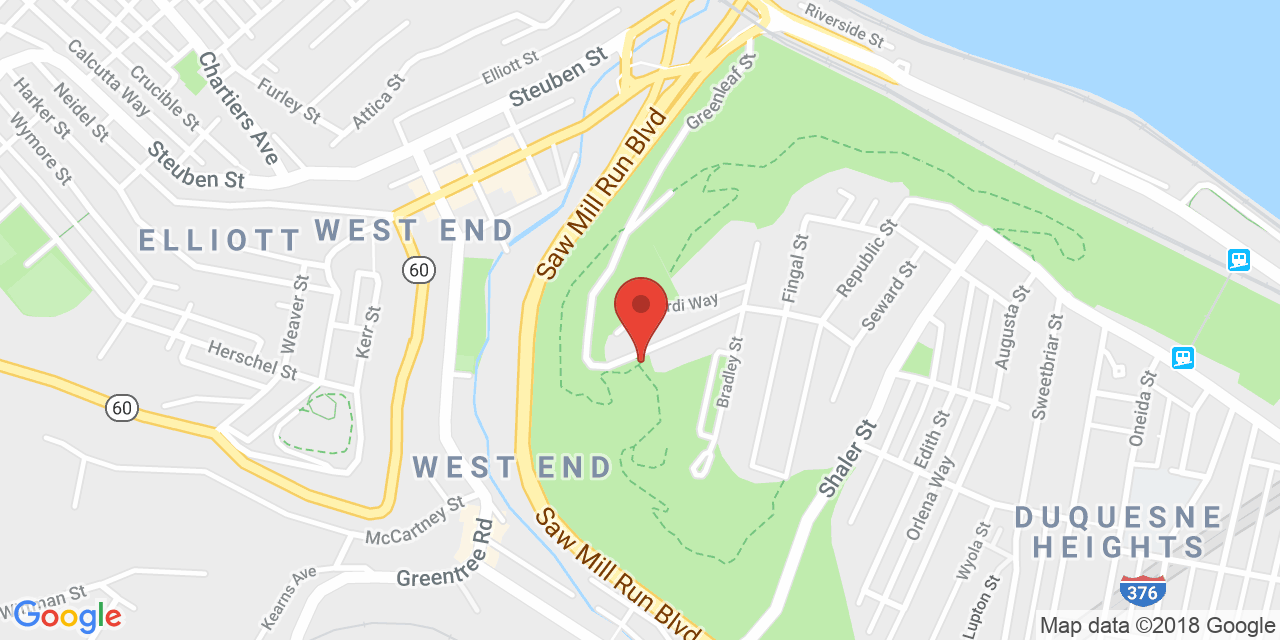 Riverside St
Elliott St
Steuben St
Calcutta Way
Crucible St
Chartiers Ave
Furley St
Attica St
Greenleaf St
Neidel St
Harker St
Wymore St
Steuben St
Saw Mill Run Blvd
ELLIOTT
WEST END
60
Weaver St
Kerr St
Herschel St
60
Fingal St
Republic St
Seward St
Augusta St
Sweetbriar St
Oneida St
Bradley St
Way
WEST END
Shaler St
Edith St
Orlena Way
McCartney St
Greentree Rd
Kearns Ave
Saw Mill Run Blvd
DUQUESNE
HEIGHTS
Wyola St
Lupton St
376
St
Google
Map data ©2018 Google